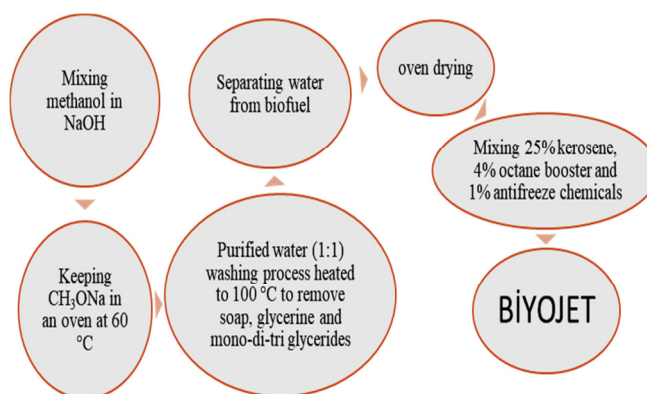 Mixing
methanol in
NaOH
Keeping
CH₃ONa in
an oven at 60
°C
Purified water (1:1)
washing process heated
to 100 °C to remove
soap, glycerine and
mono-di-tri glycerides
Separating water
from biofuel
oven drying
Mixing 25% kerosene,
4% octane booster and
1% antifreeze chemicals
BİYOJET